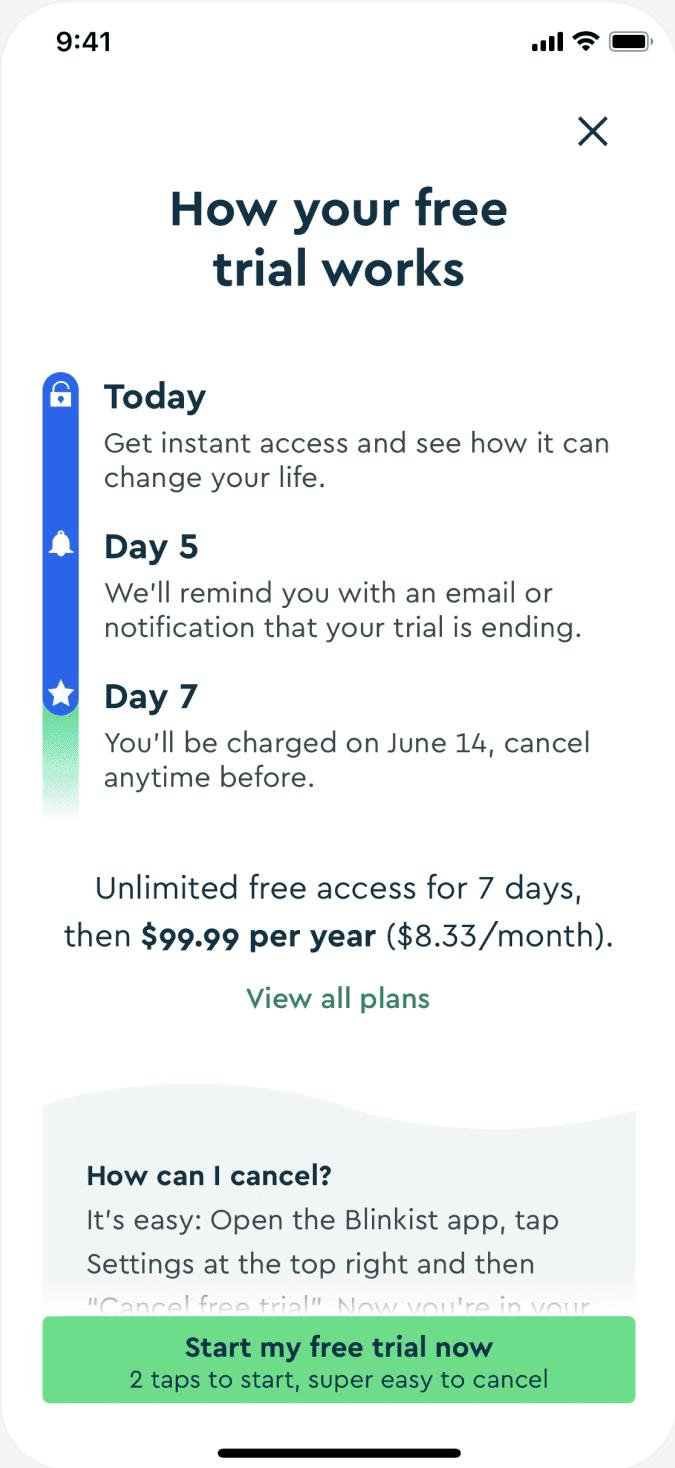 9:41
How your free
trial works
Today
Get instant access and see how it can
change your life.
Day 5
We'll remind you with an email or
notification that your trial is ending.
Day 7
You'll be charged on June 14, cancel
anytime before.
Unlimited free access for 7 days,
then $99.99 per year ($8.33/month).
View all plans
How can I cancel?
It's easy: Open the Blinkist app, tap
Settings at the top right and then
“Cancel free trial”. Now you're in your
Start my free trial now
2 taps to start, super easy to cancel